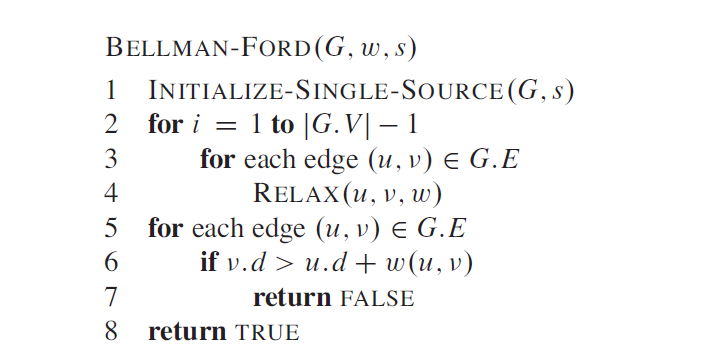 BELLMAN-FORD(G, w, s)
1 INITIALIZE-SINGLE-SOURCE(G, s)
2 for i = 1 to |G.V| − 1
3 for each edge (u, v) ∈ G.E
4 RELAX(u, v, w)
5 for each edge (u, v) ∈ G.E
6 if v.d > u.d + w(u, v)
7 return FALSE
8 return TRUE